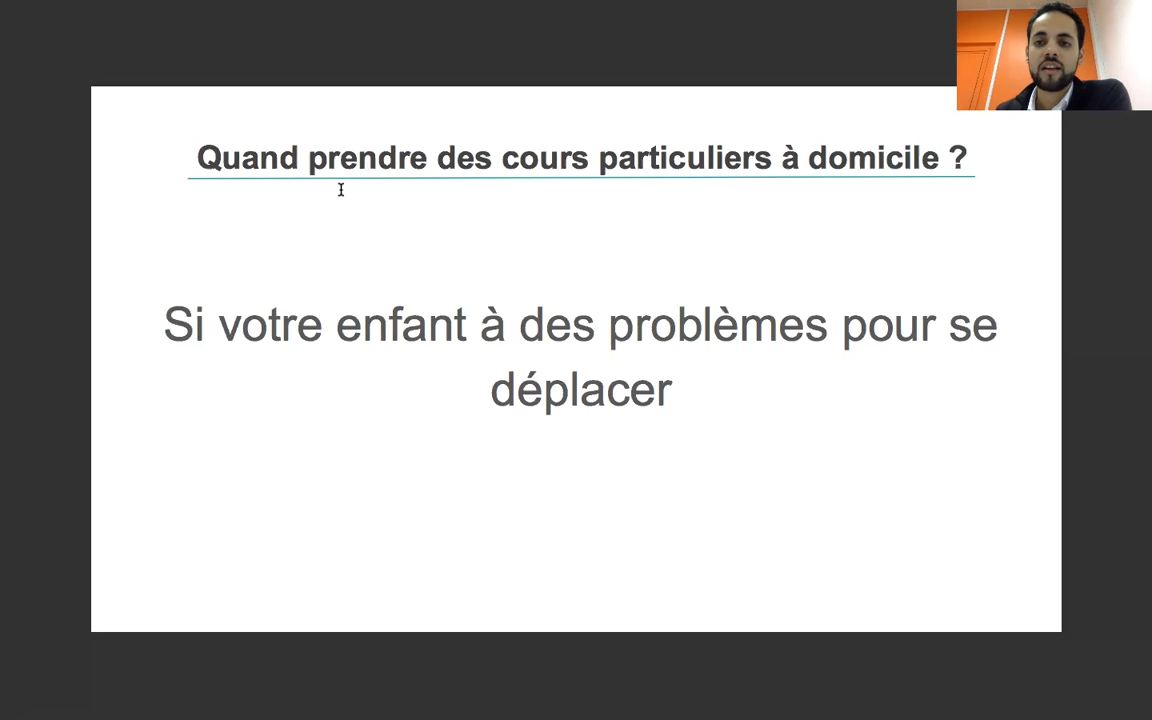 Quand prendre des cours particuliers à domicile ?
Si votre enfant à des problèmes pour se
déplacer